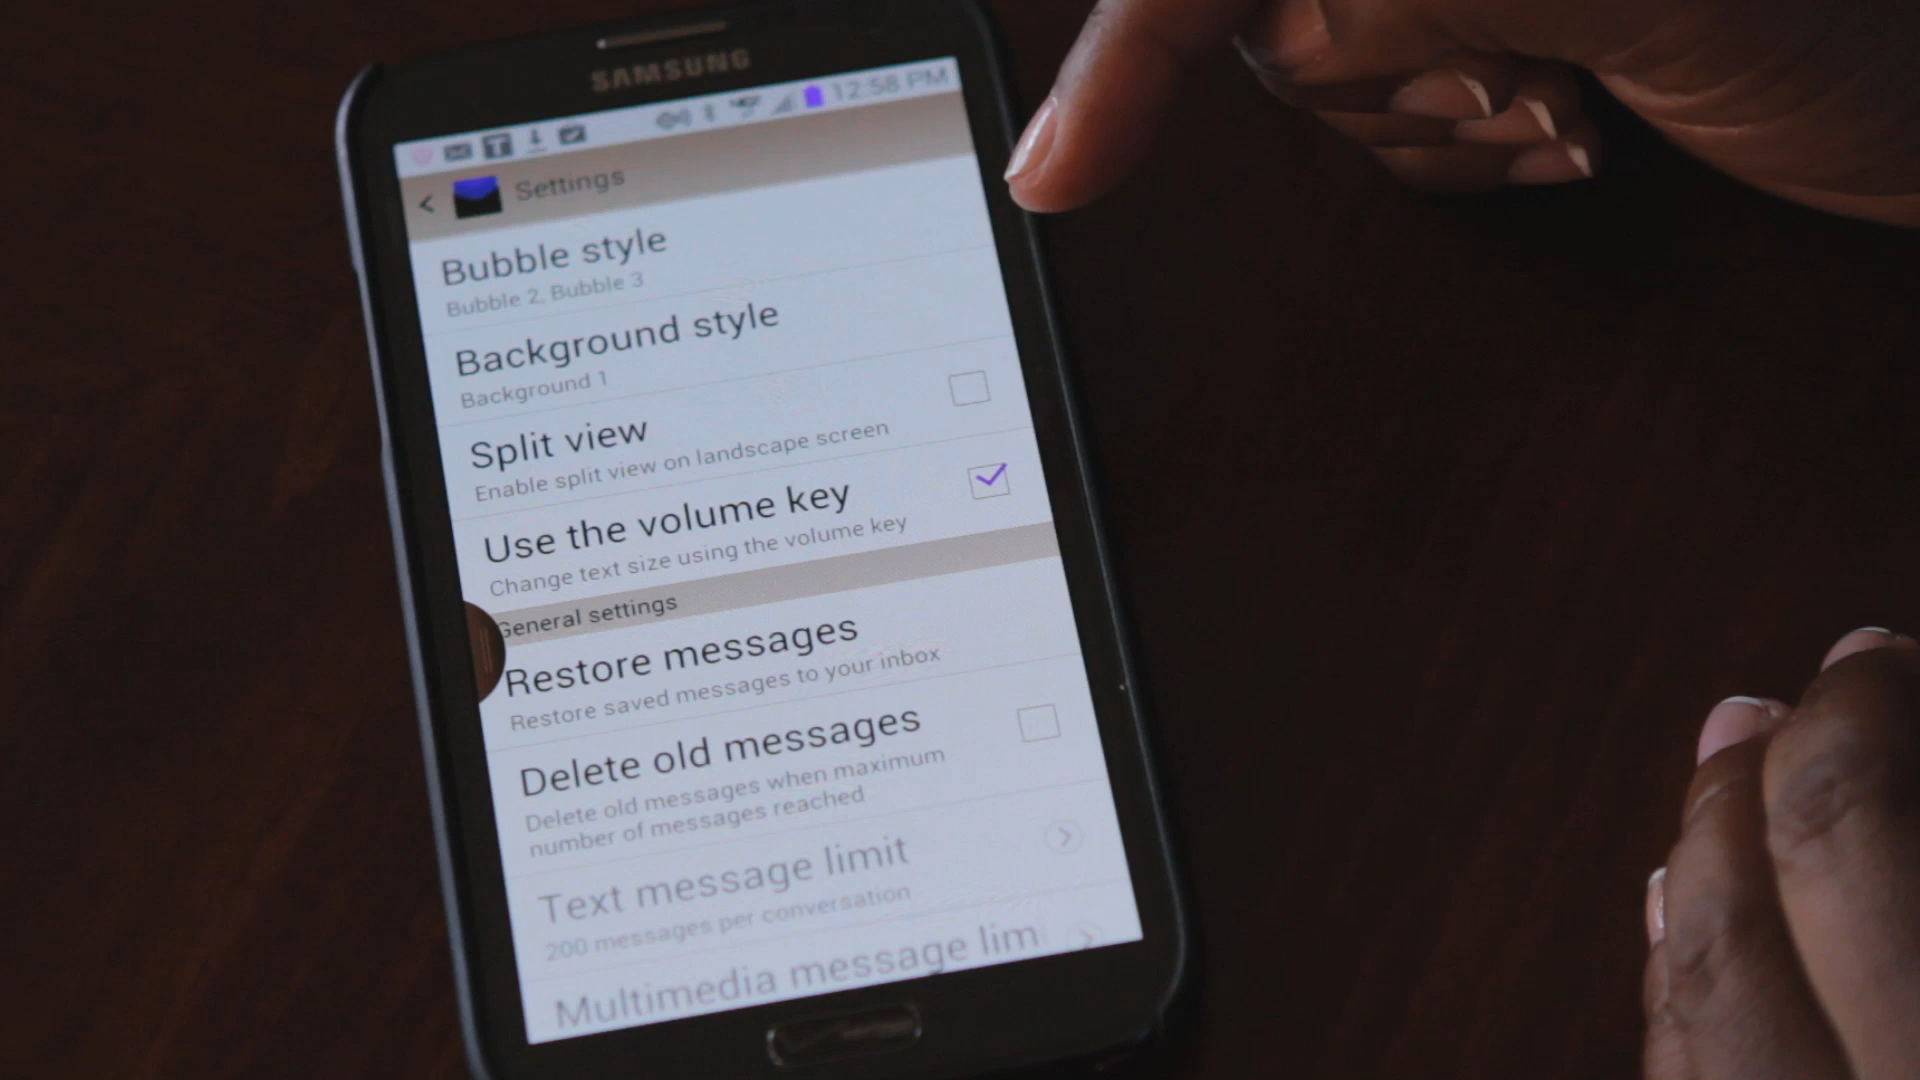 SAMSUNG
12:58 PM
Settings
Bubble style
Bubble 2, Bubble 3
Background style
Background 1
Split view
Enable split view on landscape screen
Use the volume key
Change text size using the volume key
General settings
Restore messages
Restore saved messages to your inbox
Delete old messages
Delete old messages when maximum
number of messages reached
Text message limit
200 messages per conversation
Multimedia message lim